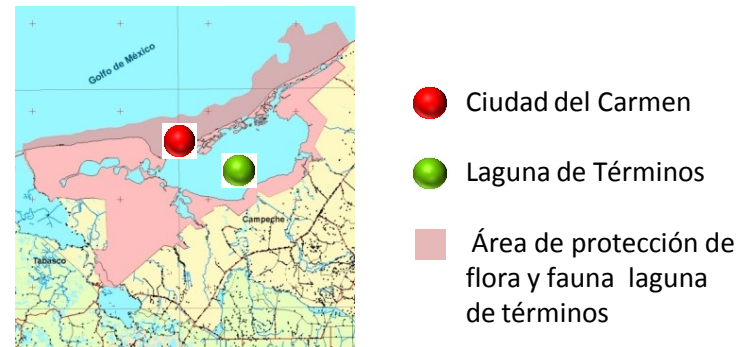 Golfo de México
Campeche
Tabasco
Ciudad del Carmen
Laguna de Términos
Área de protección de
flora y fauna laguna
de términos